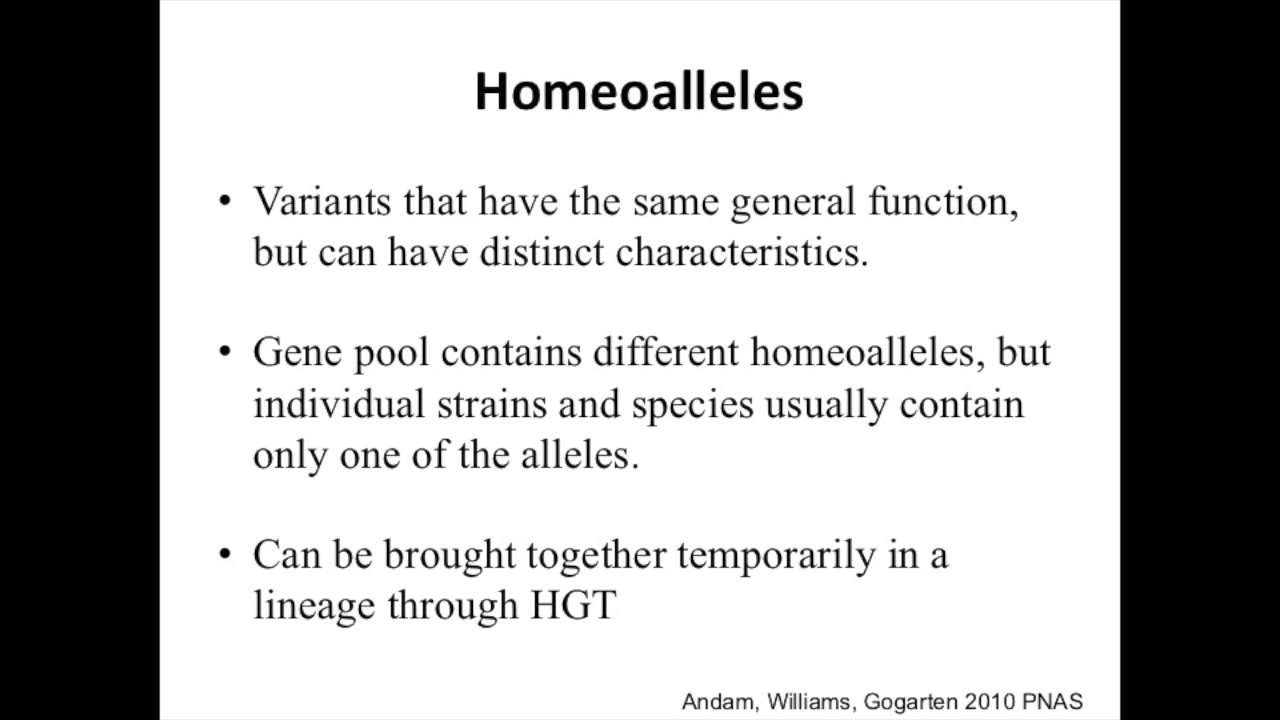 Homeoalleles
• Variants that have the same general function,
but can have distinct characteristics.
• Gene pool contains different homeoalleles, but
individual strains and species usually contain
only one of the alleles.
• Can be brought together temporarily in a
lineage through HGT
Andam, Williams, Gogarten 2010 PNAS